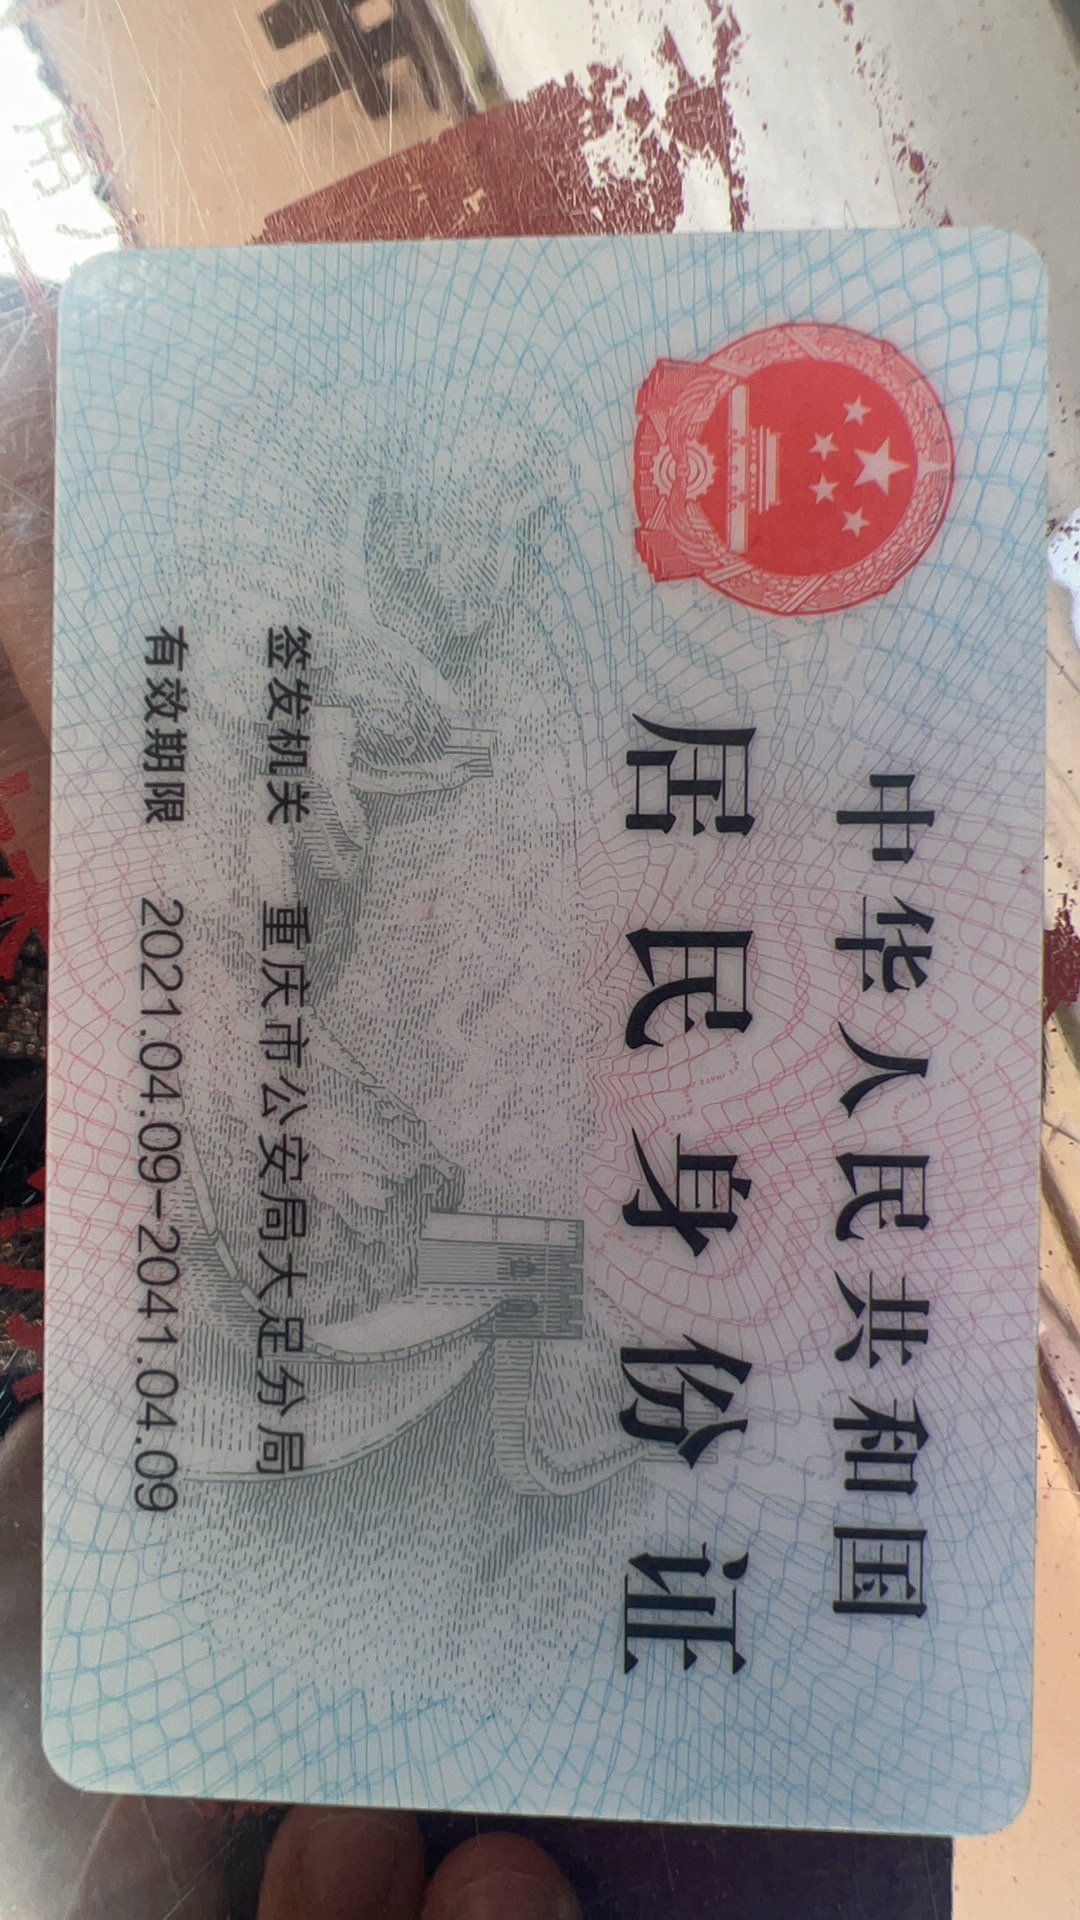 中华人民共和国
居民身份证
签发机关 重庆市公安局大足分局
有效期限 2021.04.09-2041.04.09